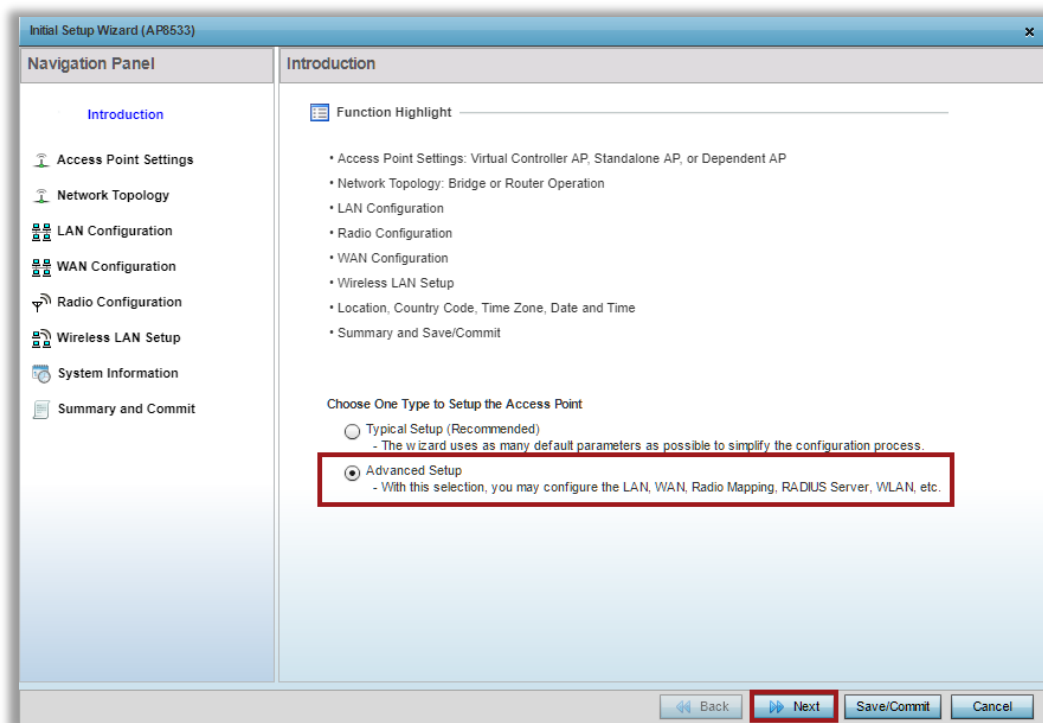 Initial Setup Wizard (AP8533)
x
Navigation Panel
Introduction
Access Point Settings
Network Topology
LAN Configuration
WAN Configuration
Radio Configuration
Wireless LAN Setup
System Information
Summary and Commit
Introduction
Function Highlight
• Access Point Settings: Virtual Controller AP, Standalone AP, or Dependent AP
• Network Topology: Bridge or Router Operation
• LAN Configuration
• Radio Configuration
• WAN Configuration
• Wireless LAN Setup
• Location, Country Code, Time Zone, Date and Time
• Summary and Save/Commit
Choose One Type to Setup the Access Point
Typical Setup (Recommended)
- The wizard uses as many default parameters as possible to simplify the configuration process.
Advanced Setup
- With this selection, you may configure the LAN, WAN, Radio Mapping, RADIUS Server, WLAN, etc.
Back Next Save/Commit Cancel